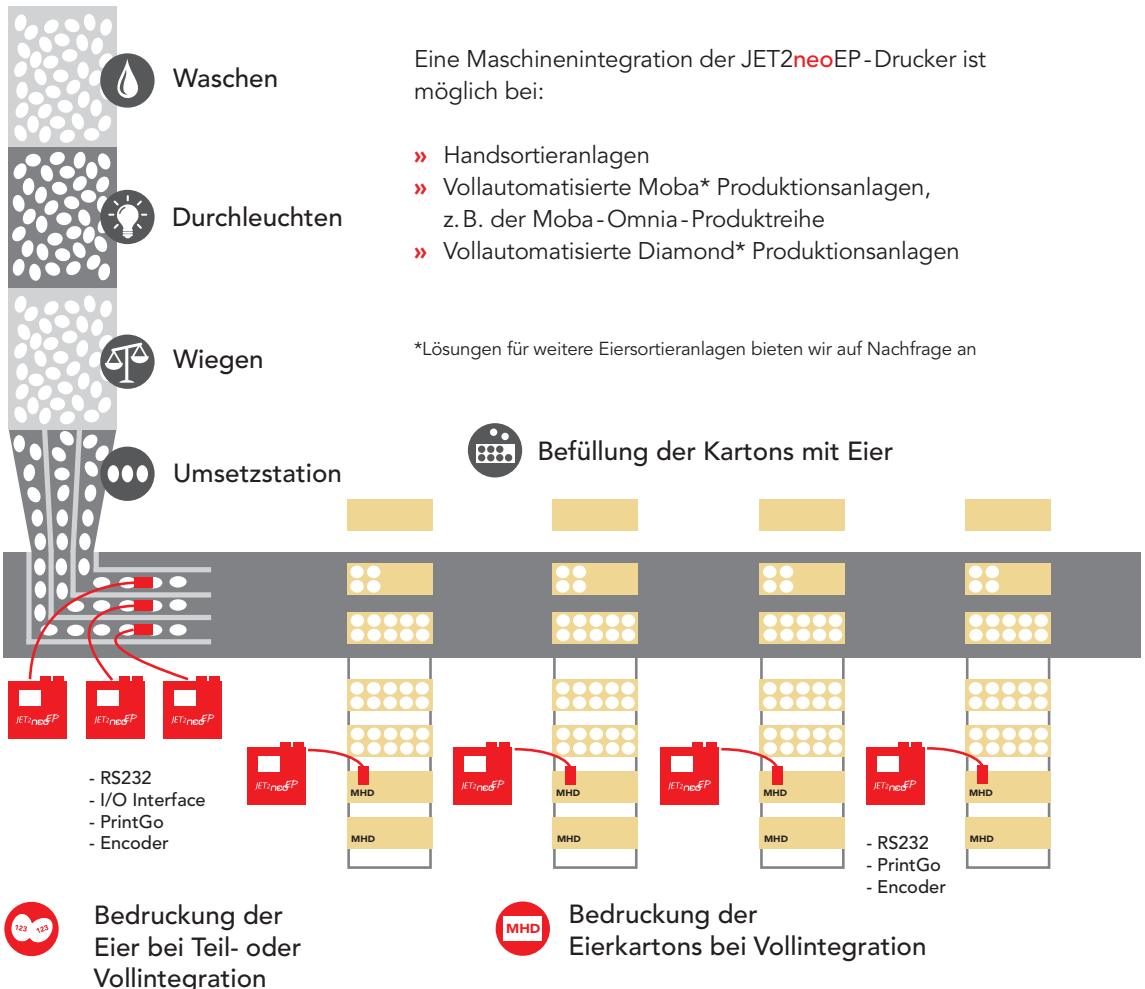 Waschen
Durchleuchten
Wiegen
Umsetzstation
Eine Maschinenintegration der JET2neoEP-Drucker ist
möglich bei:
» Handsortieranlagen
» Vollautomatisierte Moba* Produktionsanlagen,
z.B. der Moba-Omnia-Produktreihe
» Vollautomatisierte Diamond* Produktionsanlagen
*Lösungen für weitere Eiersortieranlagen bieten wir auf Nachfrage an
Befüllung der Kartons mit Eier
JET2neoEP
JET2neoEP
JET2neoEP
- RS232
- I/O Interface
- PrintGo
- Encoder
JET2neoEP
MHD
MHD
JET2neoEP
MHD
MHD
JET2neoEP
MHD
MHD
JET2neoEP
MHD
MHD
- RS232
- PrintGo
- Encoder
123 123
Bedruckung der
Eier bei Teil- oder
Vollintegration
MHD
Bedruckung der
Eierkartons bei Vollintegration